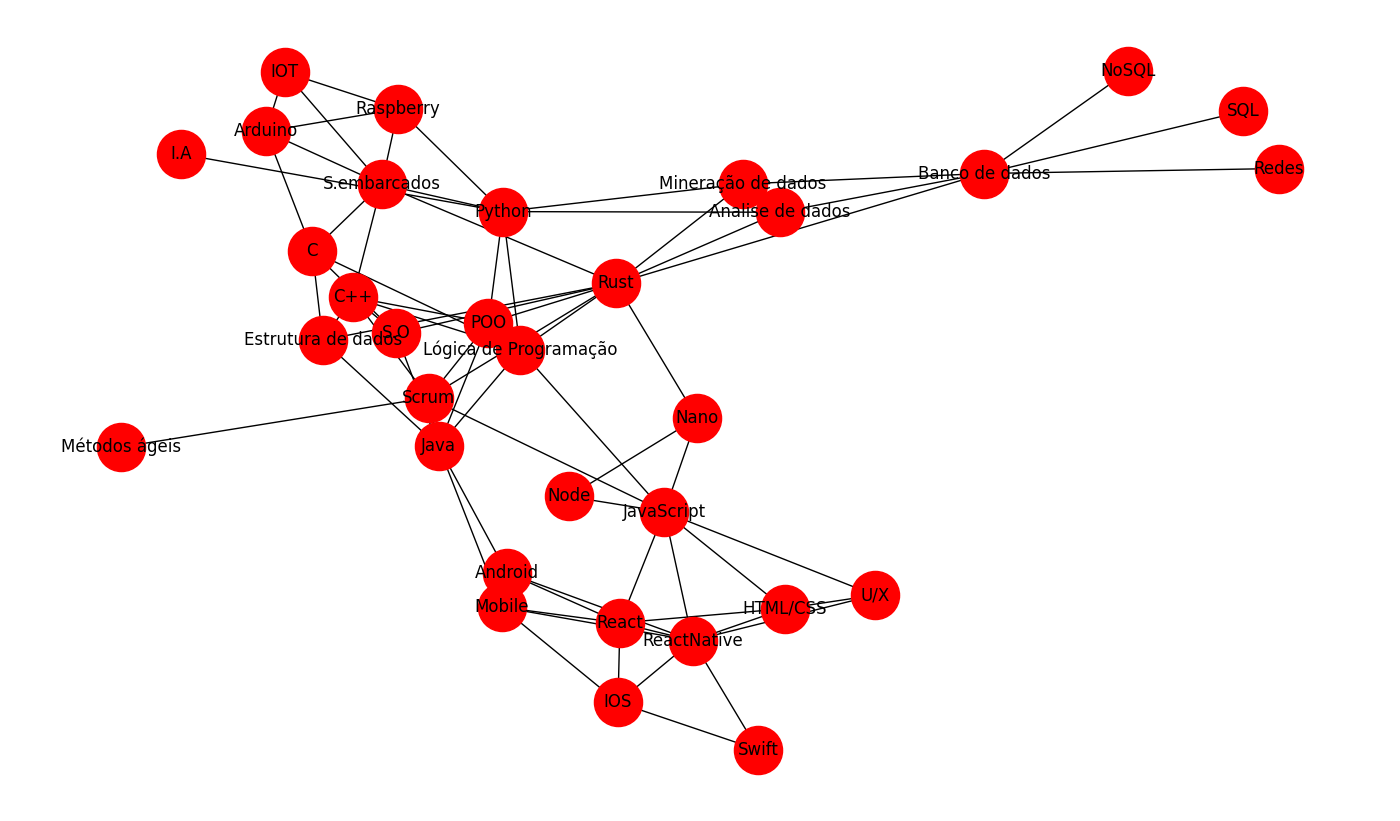 IOT
NoSQL
Raspberry
SQL
Arduino
I.A
Redes
Banco de dados
S.embarcados
Mineração de dados
Python
Analise de dados
C
Rust
C++
POO
S.O
Estrutura de dados
Lógica de Programação
Scrum
Nano
Java
Métodos ágeis
Node
JavaScript
Android
U/X
Mobile
HTML/CSS
React
ReactNative
IOS
Swift